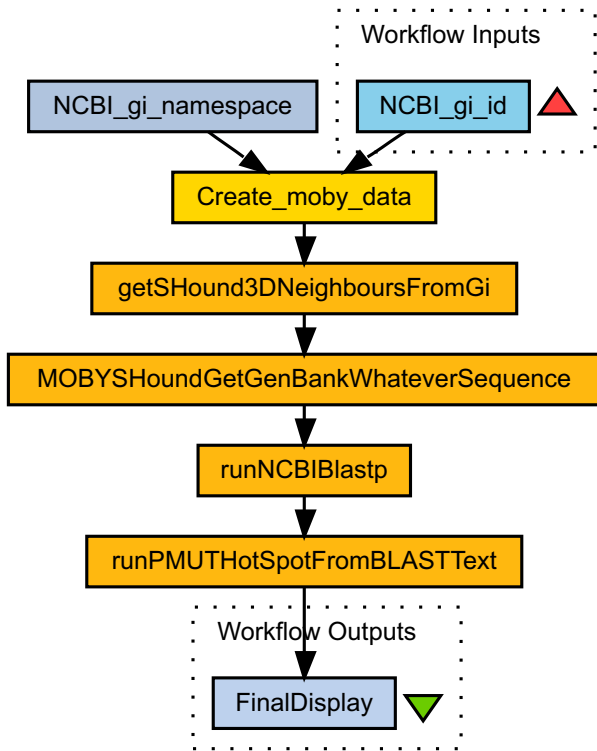 Workflow Inputs
NCBI_gi_namespace
NCBI_gi_id
Create_moby_data
getSHound3DNeighboursFromGi
MOBYSHoundGetGenBankWhateverSequence
runNCBIBlastp
runPMUTHotSpotFromBLASTText
Workflow Outputs
FinalDisplay